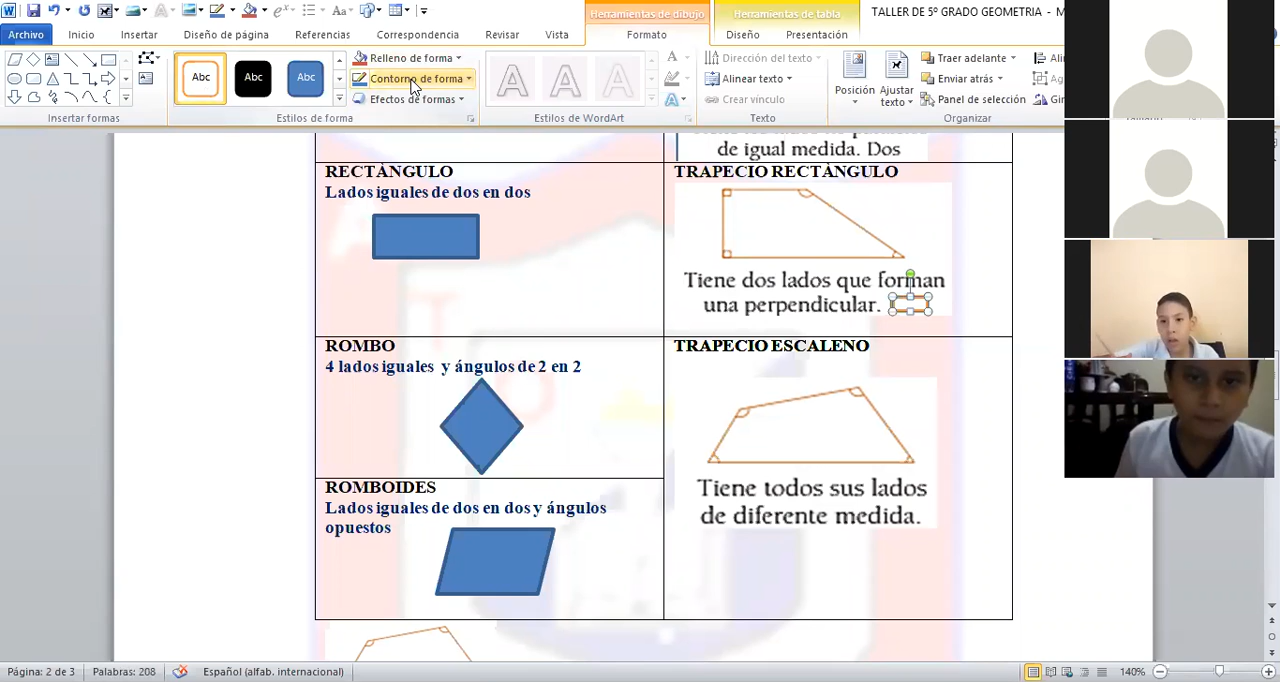 Herramientas de dibujo
Herramientas de tabla
TALLER DE 5º GRADO GEOMETRIA - M
Archivo
Inicio
Insertar
Diseño de página
Referencias
Correspondencia
Revisar
Vista
Formato
Diseño
Presentación
Abc
Abc
Abc
Relleno de forma
Contorno de forma
Efectos de formas
Dirección del texto
Alinear texto
Crear vínculo
Posición
Ajustar
texto
Traer adelante
Enviar atrás
Panel de selección
Insertar formas
Estilos de forma
Estilos de WordArt
Texto
Organizar
de igual medida. Dos
RECTÀNGULO
Lados iguales de dos en dos
TRAPECIO RECTÀNGULO
Tiene dos lados que forman
una perpendicular.
ROMBO
4 lados iguales y ángulos de 2 en 2
TRAPECIO ESCALENO
Tiene todos sus lados
de diferente medida.
ROMBOIDES
Lados iguales de dos en dos y ángulos
opuestos
Página: 2 de 3
Palabras: 208
Español (alfab. internacional)
140%